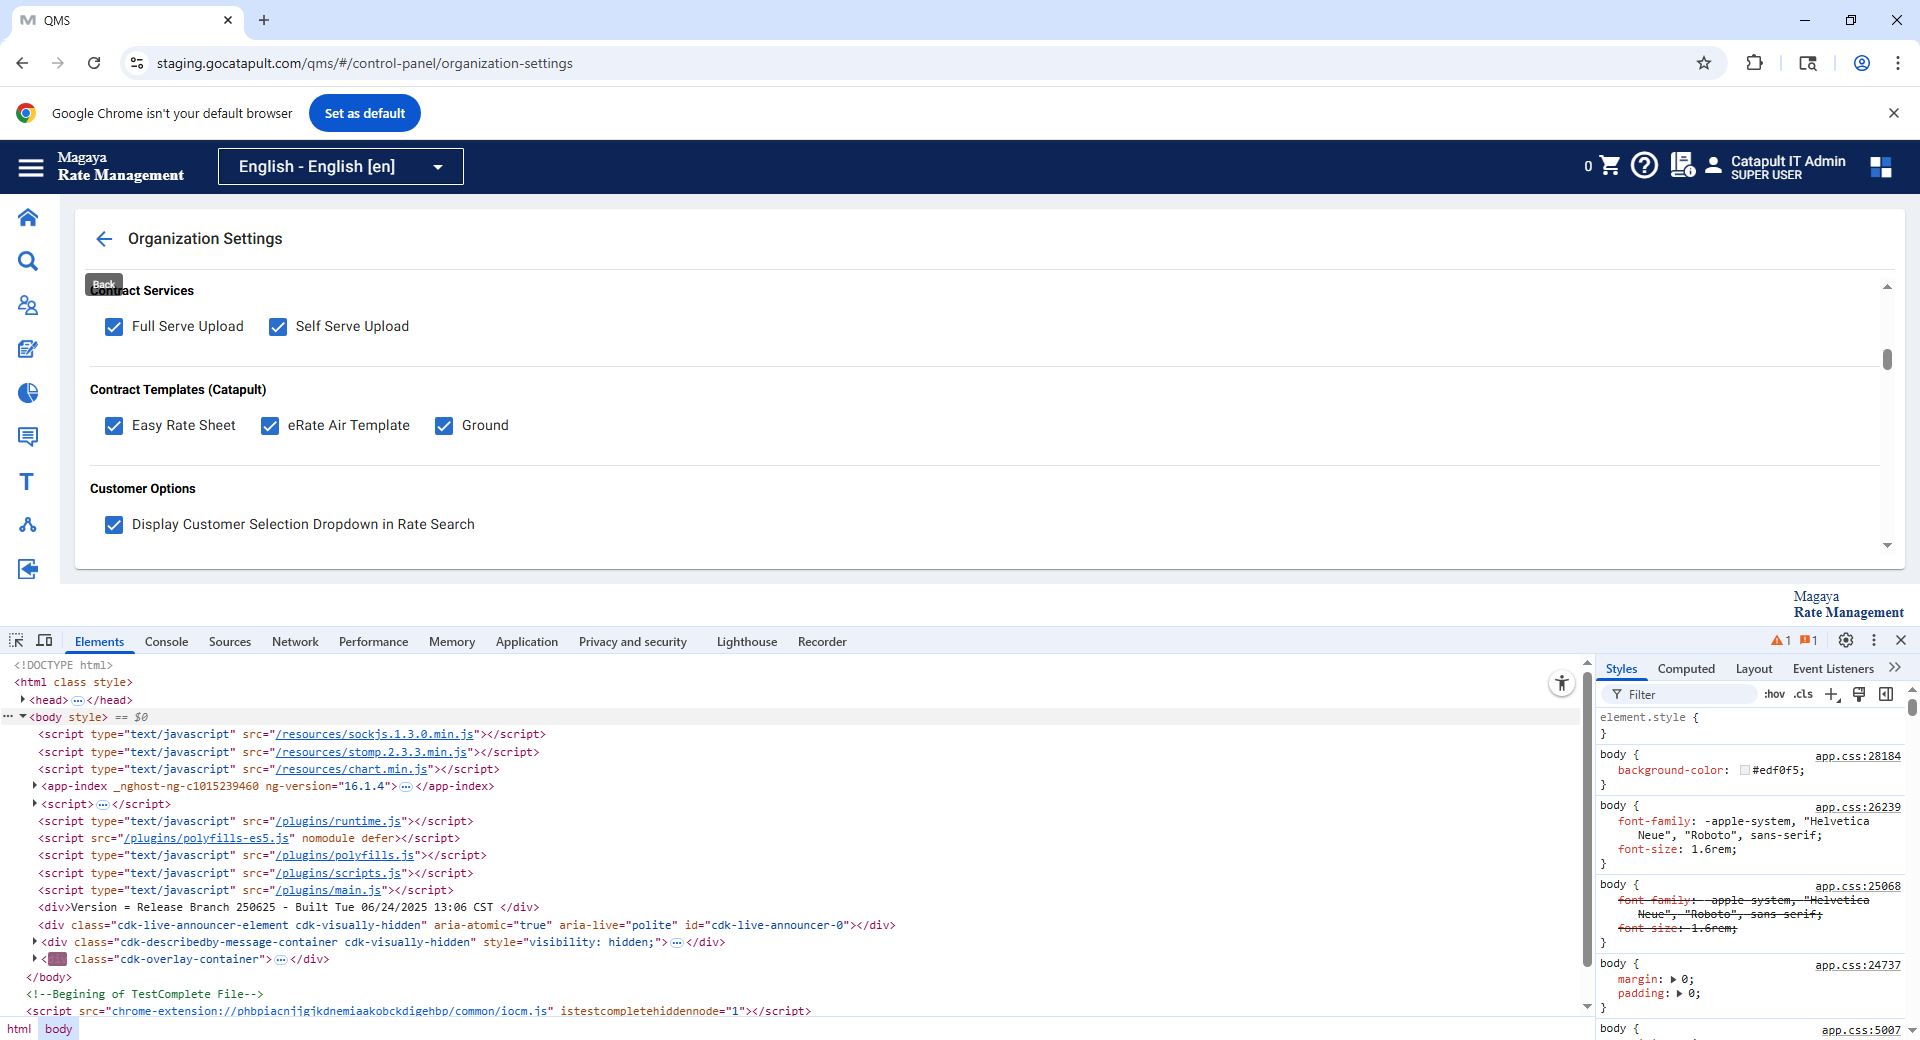 QMS
staging.gocatapult.com/qms/#/control-panel/organization-settings
Google Chrome isn't your default browser
Set as default
Magaya
Rate Management
English - English [en]
0
Catapult IT Admin
SUPER USER
Organization Settings
Back
Contract Services
Full Serve Upload
Self Serve Upload
Contract Templates (Catapult)
Easy Rate Sheet
eRate Air Template
Ground
Customer Options
Display Customer Selection Dropdown in Rate Search
Magaya
Rate Management
Elements Console Sources Network Performance Memory Application Privacy and security Lighthouse Recorder
1 1
<!DOCTYPE html>
<html class style>
<head> … </head>
<body style> == $0
<script type="text/javascript" src="/resources/sockjs.1.3.0.min.js"></script>
<script type="text/javascript" src="/resources/stomp.2.3.3.min.js"></script>
<script type="text/javascript" src="/resources/chart.min.js"></script>
<app-index _nghost-ng-c1015239460 ng-version="16.1.4"> … </app-index>
<script> … </script>
<script type="text/javascript" src="/plugins/runtime.js"></script>
<script src="/plugins/polyfills-es5.js" nomodule defer></script>
<script type="text/javascript" src="/plugins/polyfills.js"></script>
<script type="text/javascript" src="/plugins/scripts.js"></script>
<script type="text/javascript" src="/plugins/main.js"></script>
<div>Version = Release Branch 250625 - Built Tue 06/24/2025 13:06 CST </div>
<div class="cdk-live-announcer-element cdk-visually-hidden" aria-atomic="true" aria-live="polite" id="cdk-live-announcer-0"></div>
<div class="cdk-describedby-message-container cdk-visually-hidden" style="visibility: hidden;"> … </div>
< class="cdk-overlay-container"> … </div>
</body>
<!--Begining of TestComplete File-->
<script src="chrome-extension://phbpiacnjjgjkdnemiaakobckdigehbp/common/iocm.js" istestcompletehiddennode="1"></script>
html body
Styles Computed Layout Event Listeners
Filter
:hov .cls
element.style {
}
body { app.css:28184
background-color: #edf0f5;
}
body { app.css:26239
font-family: -apple-system, "Helvetica
Neue", "Roboto", sans-serif;
font-size: 1.6rem;
}
body { app.css:25068
font-family: -apple-system, "Helvetica
Neue", "Roboto", sans-serif;
font-size: 1.6rem;
}
body { app.css:24737
margin: 0;
padding: 0;
}
body { app.css:5007